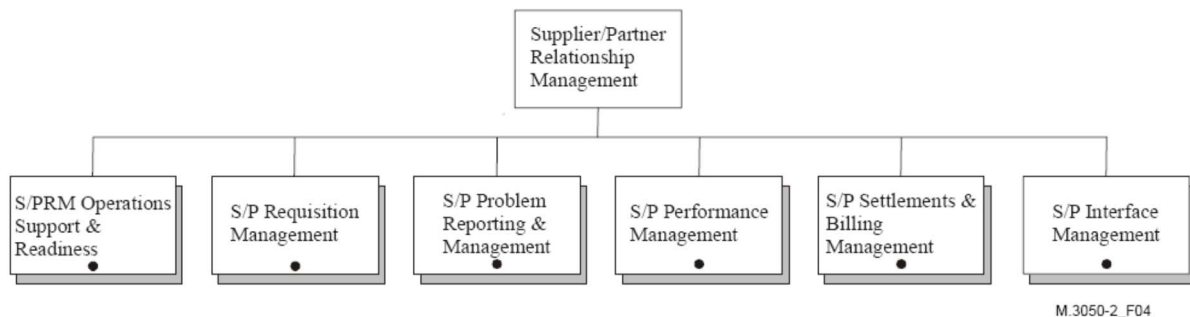 Supplier/Partner
Relationship
Management
S/PRM Operations
Support &
Readiness
S/P Requisition
Management
S/P Problem
Reporting &
Management
S/P Performance
Management
S/P Settlements &
Billing
Management
S/P Interface
Management
M.3050-2_F04